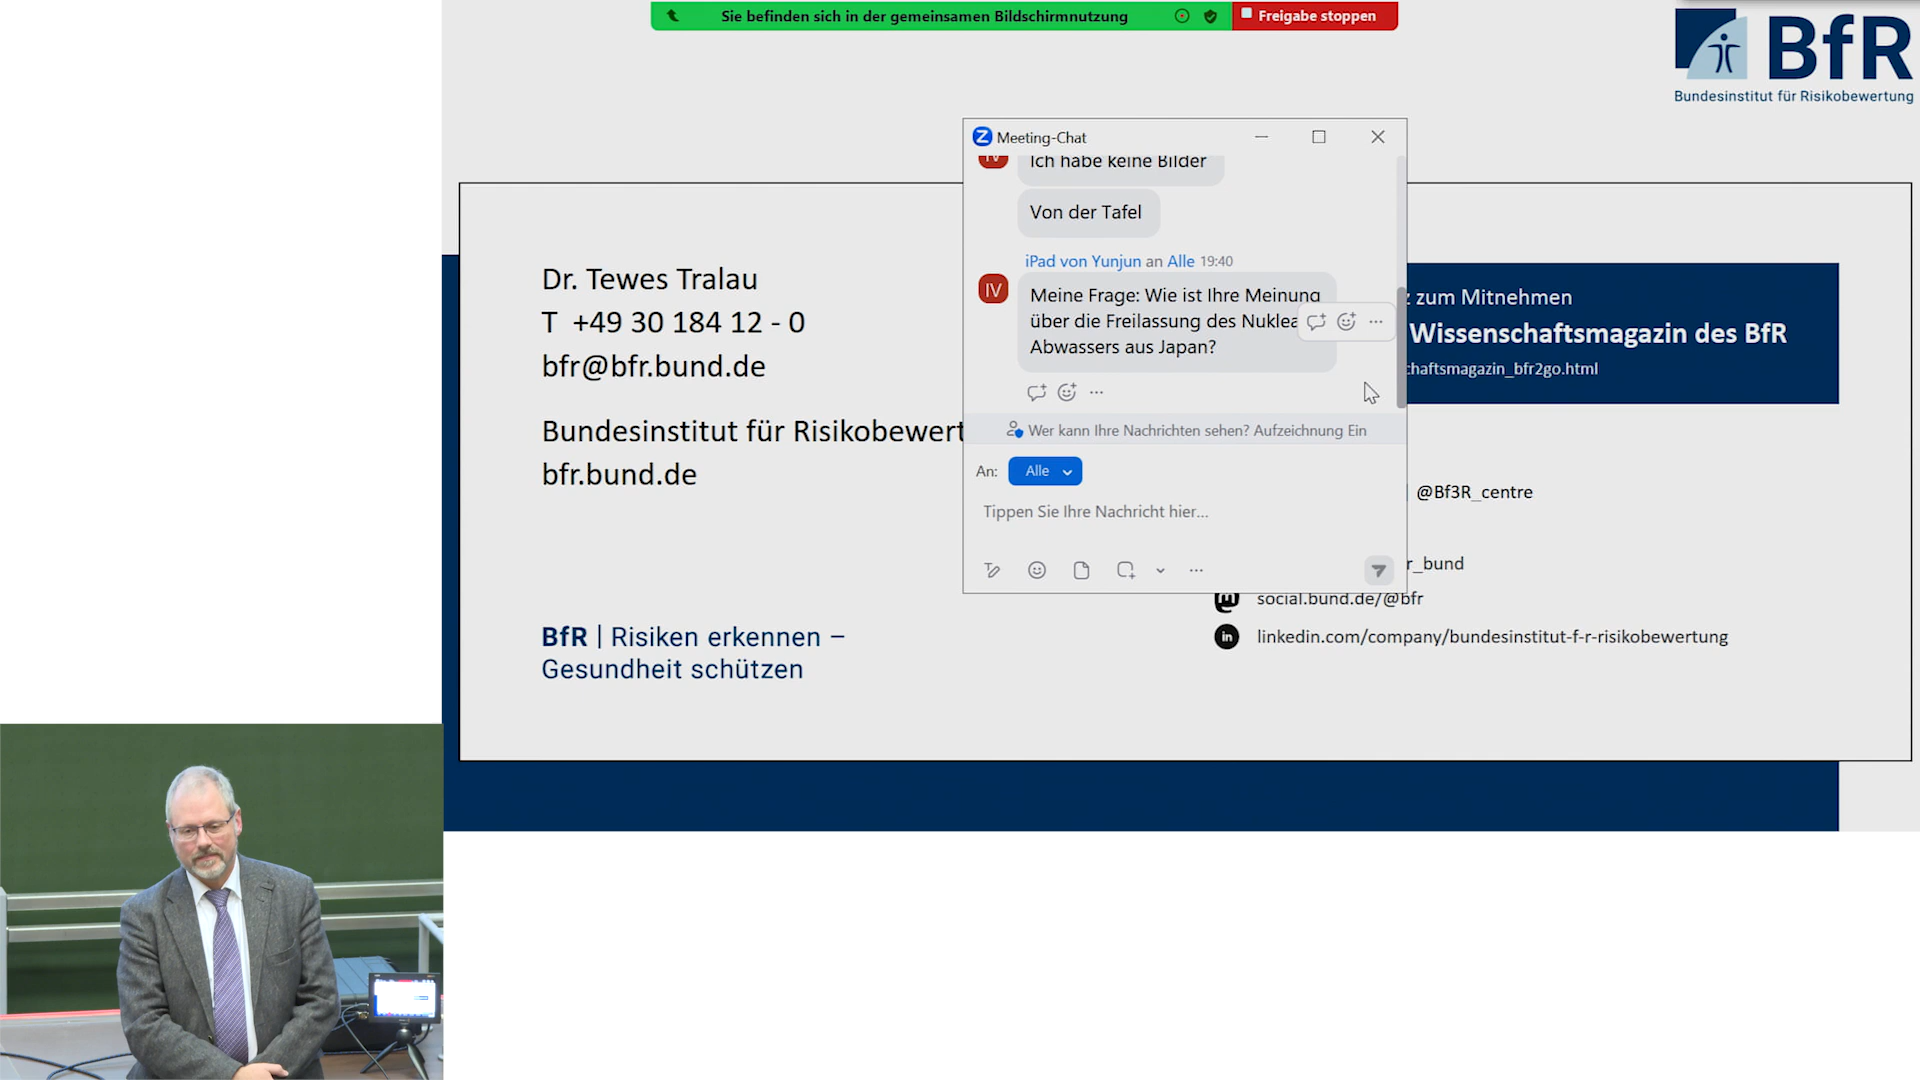 Sie befinden sich in der gemeinsamen Bildschirmnutzung
Freigabe stoppen
BfR
Bundesinstitut für Risikobewertung
Meeting-Chat
Ich habe keine Bilder
Von der Tafel
iPad von Yunjun an Alle 19:40
IV
Meine Frage: Wie ist Ihre Meinung
über die Freilassung des Nuklea
Abwassers aus Japan?
Wer kann Ihre Nachrichten sehen? Aufzeichnung Ein
An: Alle
Tippen Sie Ihre Nachricht hier...
Dr. Tewes Tralau
T +49 30 184 12 - 0
bfr@bfr.bund.de
Bundesinstitut für Risikobewert
bfr.bund.de
BfR | Risiken erkennen –
Gesundheit schützen
zum Mitnehmen
Wissenschaftsmagazin des BfR
chaftsmagazin_bfr2go.html
@Bf3R_centre
r_bund
social.bund.de/@bfr
in
linkedin.com/company/bundesinstitut-f-r-risikobewertung